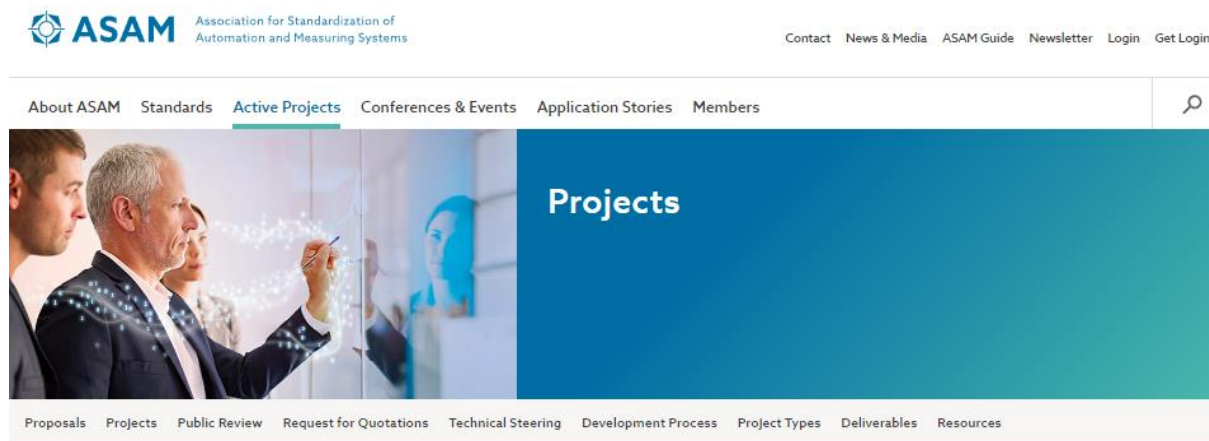 ASAM
Association for Standardization of
Automation and Measuring Systems
Contact News & Media ASAM Guide Newsletter Login Get Login
About ASAM Standards Active Projects Conferences & Events Application Stories Members
Projects
Proposals Projects Public Review Request for Quotations Technical Steering Development Process Project Types Deliverables Resources